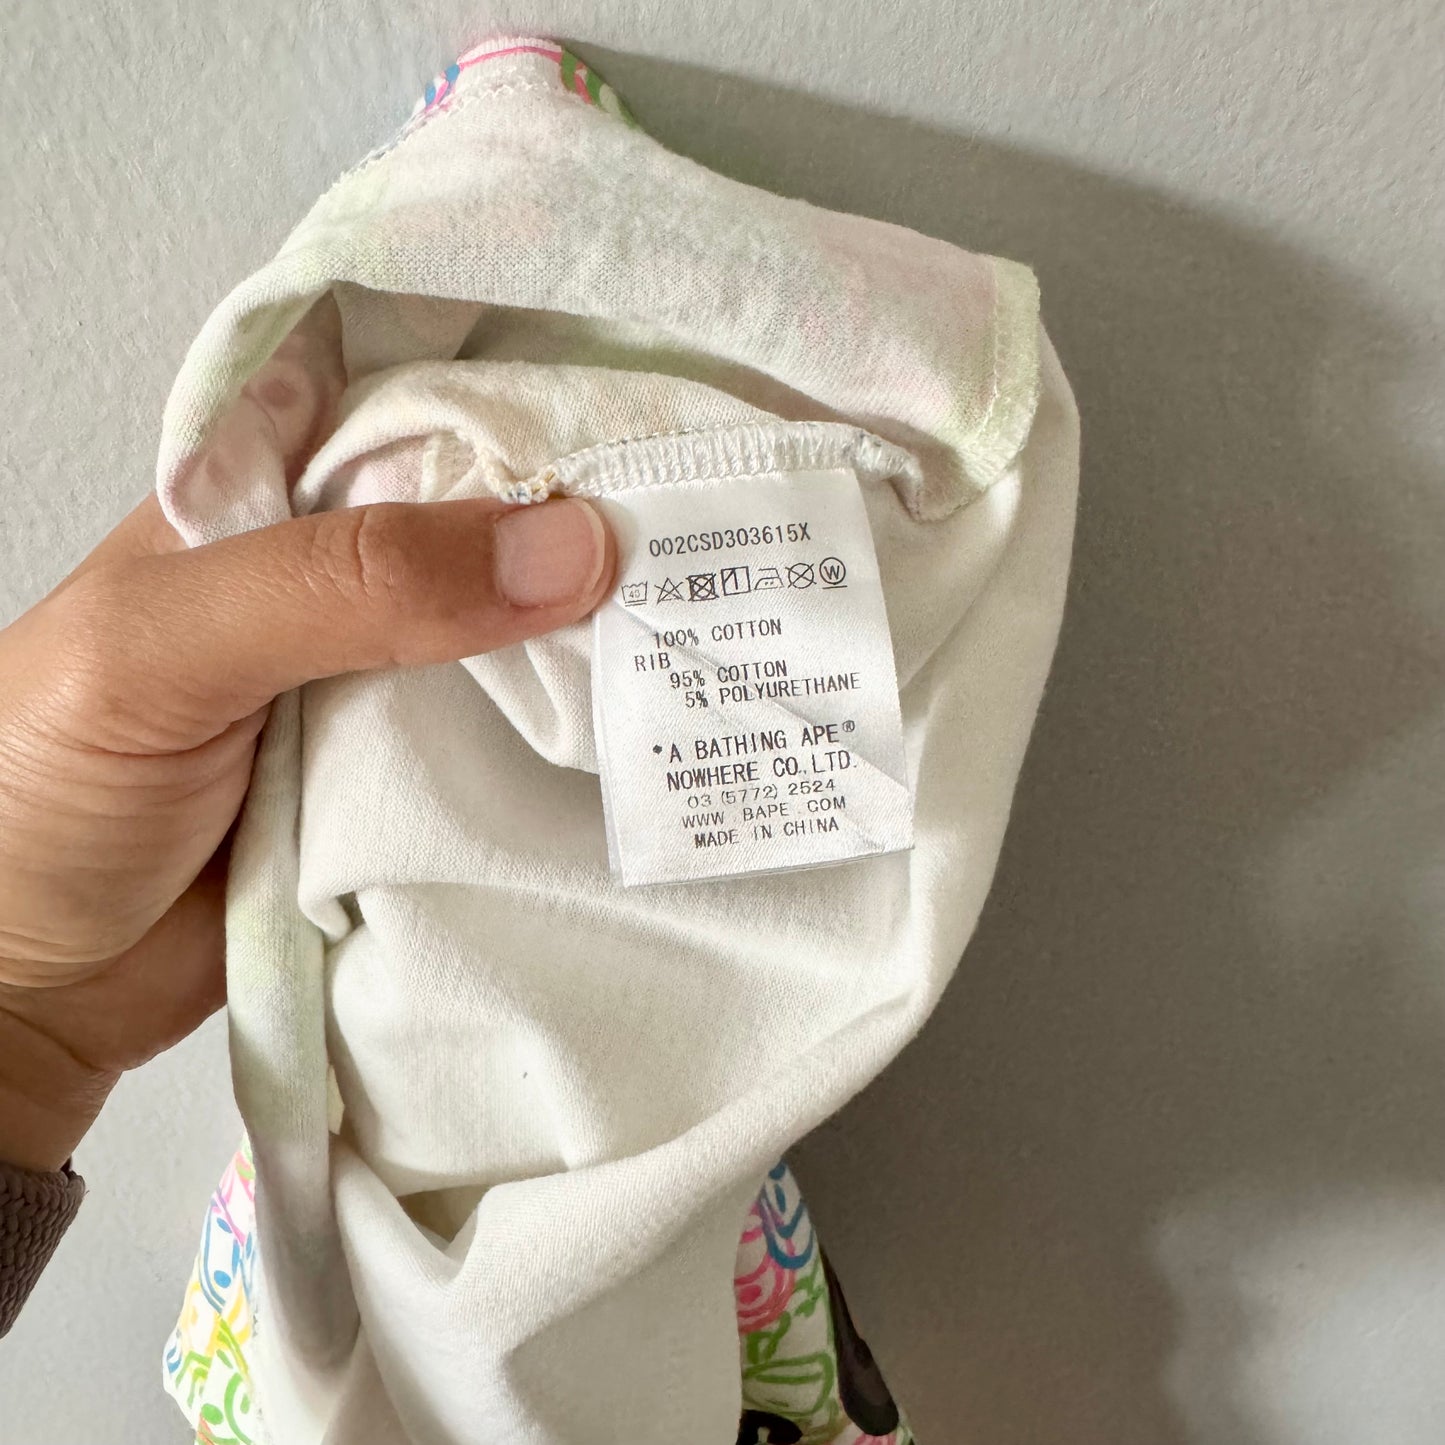 002CSD303615X
40 W
100% COTTON
RIB
95% COTTON
5% POLYURETHANE
*A BATHING APE®
NOWHERE CO., LTD.
03 (5772) 2524
WWW. BAPE. COM
MADE IN CHINA